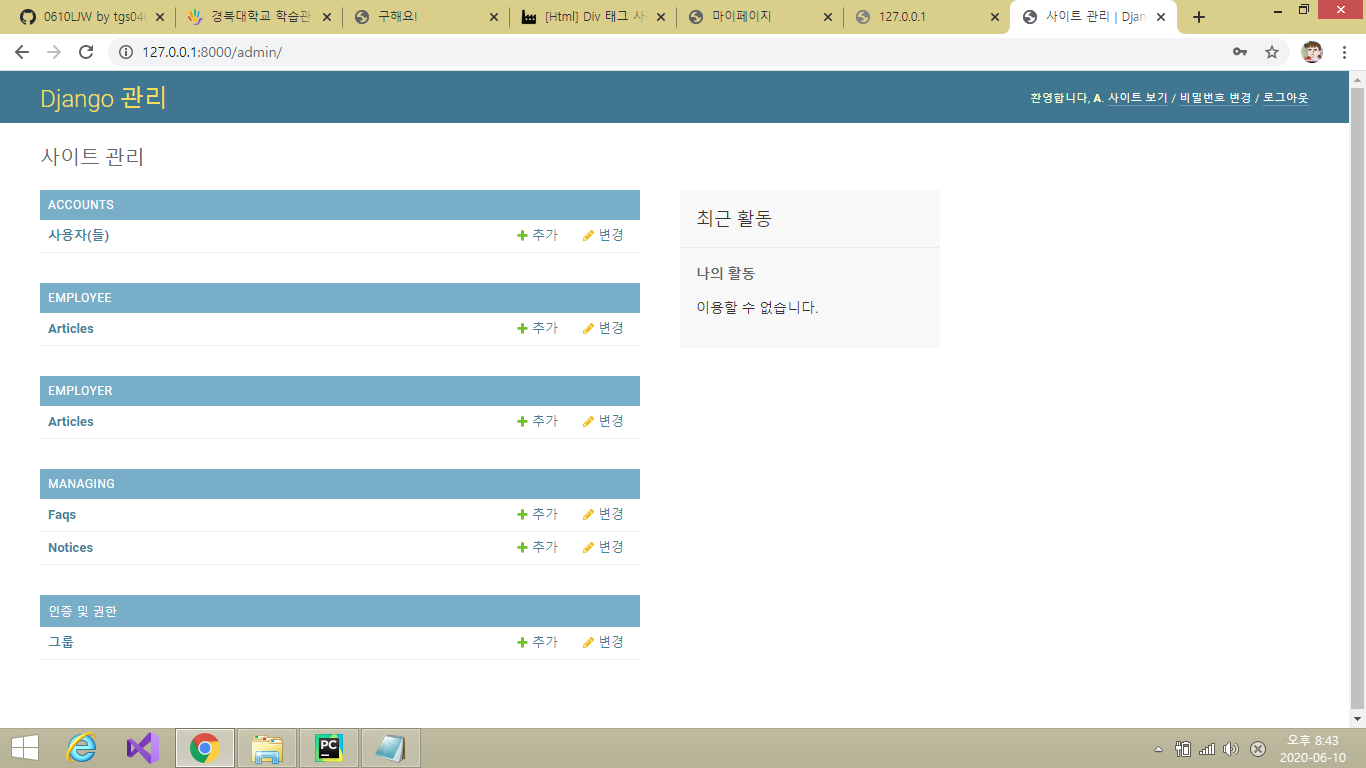 0610LJW by tgs040
경북대학교 학습관
구해요!
[Html] Div 태그 사
마이페이지
127.0.0.1
사이트 관리 | Djan
127.0.0.1:8000/admin/
Django 관리
환영합니다, A. 사이트 보기 / 비밀번호 변경 / 로그아웃
사이트 관리
ACCOUNTS
사용자(들) 추가 변경
EMPLOYEE
Articles 추가 변경
EMPLOYER
Articles 추가 변경
MANAGING
Faqs 추가 변경
Notices 추가 변경
인증 및 권한
그룹 추가 변경
최근 활동
나의 활동
이용할 수 없습니다.
PC
오후 8:43
2020-06-10